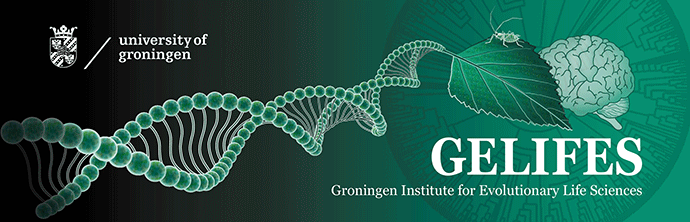 university of
groningen
GELIFES
Groningen Institute for Evolutionary Life Sciences